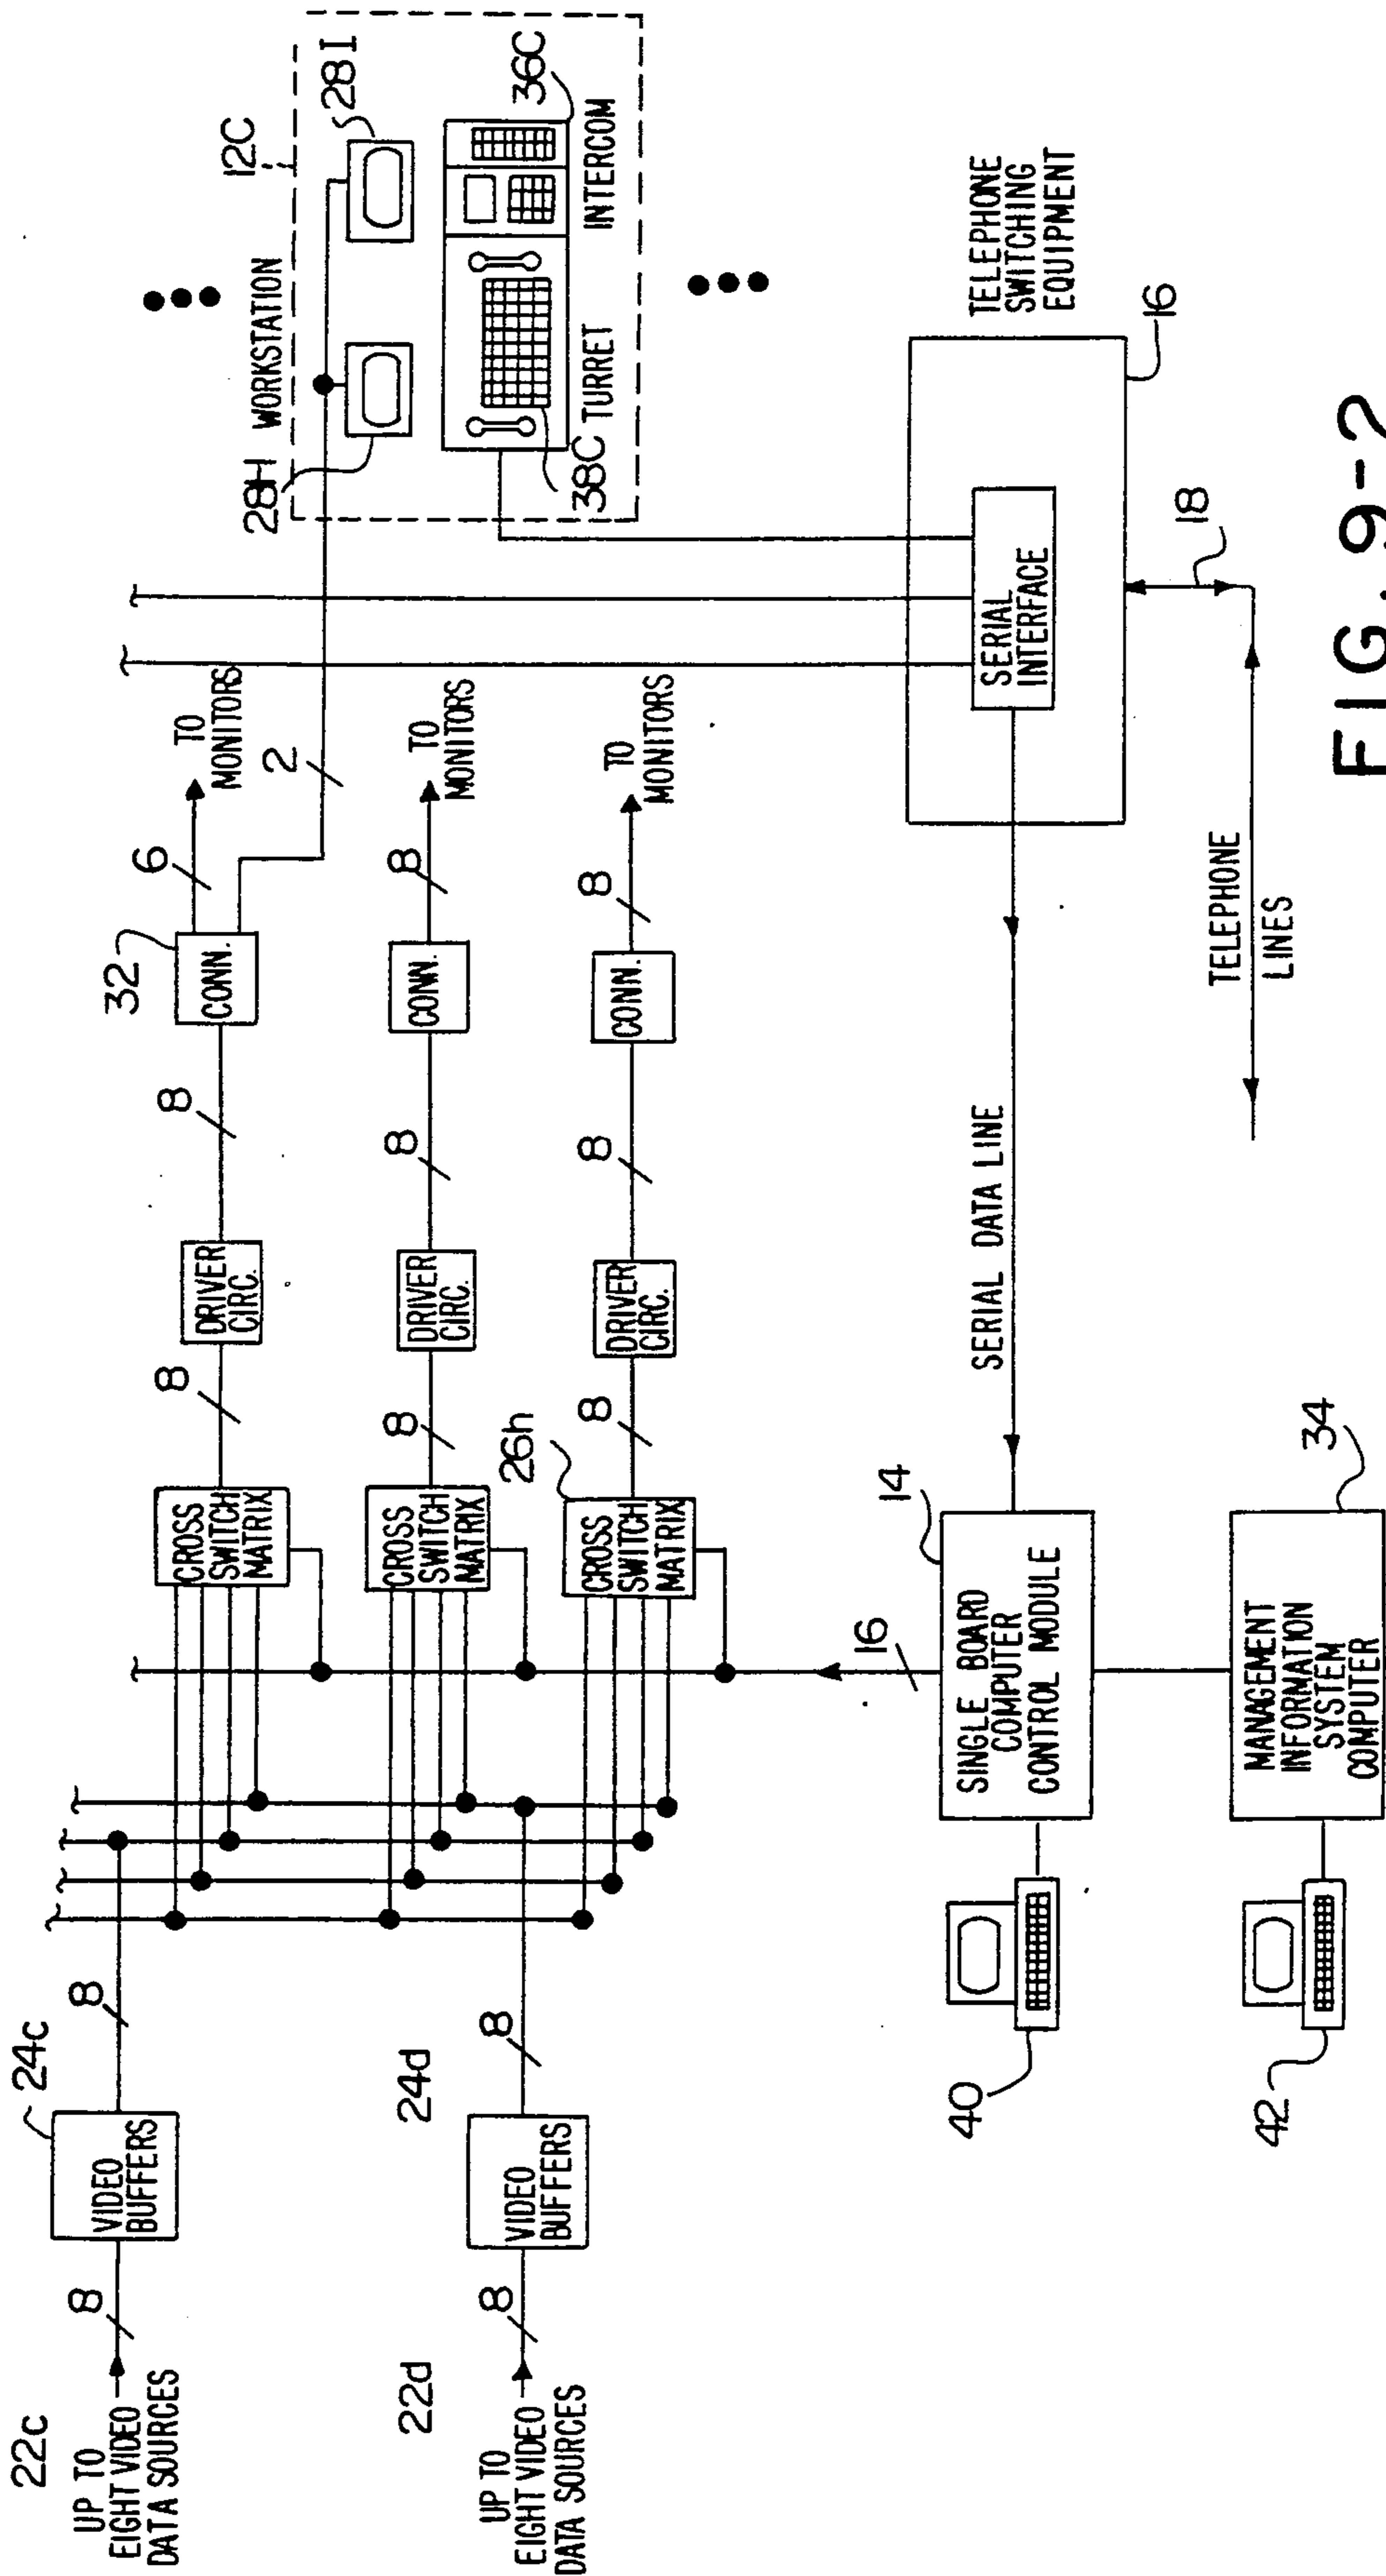 22c
UP TO
EIGHT VIDEO
DATA SOURCES
8
VIDEO
BUFFERS
24c
8
22d
UP TO
EIGHT VIDEO
DATA SOURCES
8
VIDEO
BUFFERS
24d
8
CROSS
SWITCH
MATRIX
8
DRIVER
CIRC.
8
32
CONN.
6
TO
MONITORS
2
CROSS
SWITCH
MATRIX
8
DRIVER
CIRC.
8
CONN.
8
TO
MONITORS
26h
CROSS
SWITCH
MATRIX
8
DRIVER
CIRC.
8
CONN.
8
TO
MONITORS
28H
WORKSTATION
12C
28I
38C
TURRET
INTERCOM
36C
16
14
SINGLE BOARD
COMPUTER
CONTROL MODULE
40
SERIAL DATA LINE
SERIAL
INTERFACE
TELEPHONE
SWITCHING
EQUIPMENT
16
18
TELEPHONE
LINES
34
MANAGEMENT
INFORMATION
SYSTEM
COMPUTER
42
FIG. 9-2